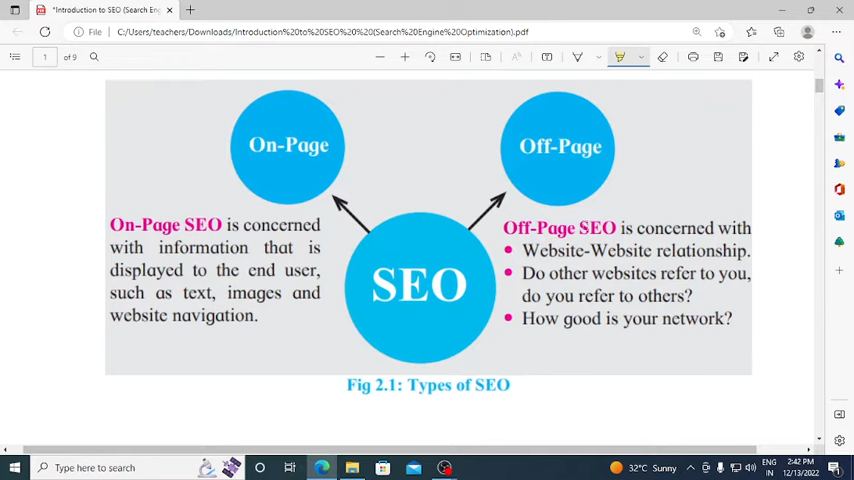 *Introduction to SEO (Search Eng
File
C:/Users/teachers/Downloads/Introduction%20to%20SEO%20%20(Search%20Engine%20Optimization).pdf
1 of 9
On-Page
Off-Page
On-Page SEO is concerned
with information that is
displayed to the end user,
such as text, images and
website navigation.
SEO
Off-Page SEO is concerned with
• Website-Website relationship.
• Do other websites refer to you,
do you refer to others?
• How good is your network?
Fig 2.1: Types of SEO
Type here to search
32°C Sunny
ENG
IN
2:42 PM
12/13/2022